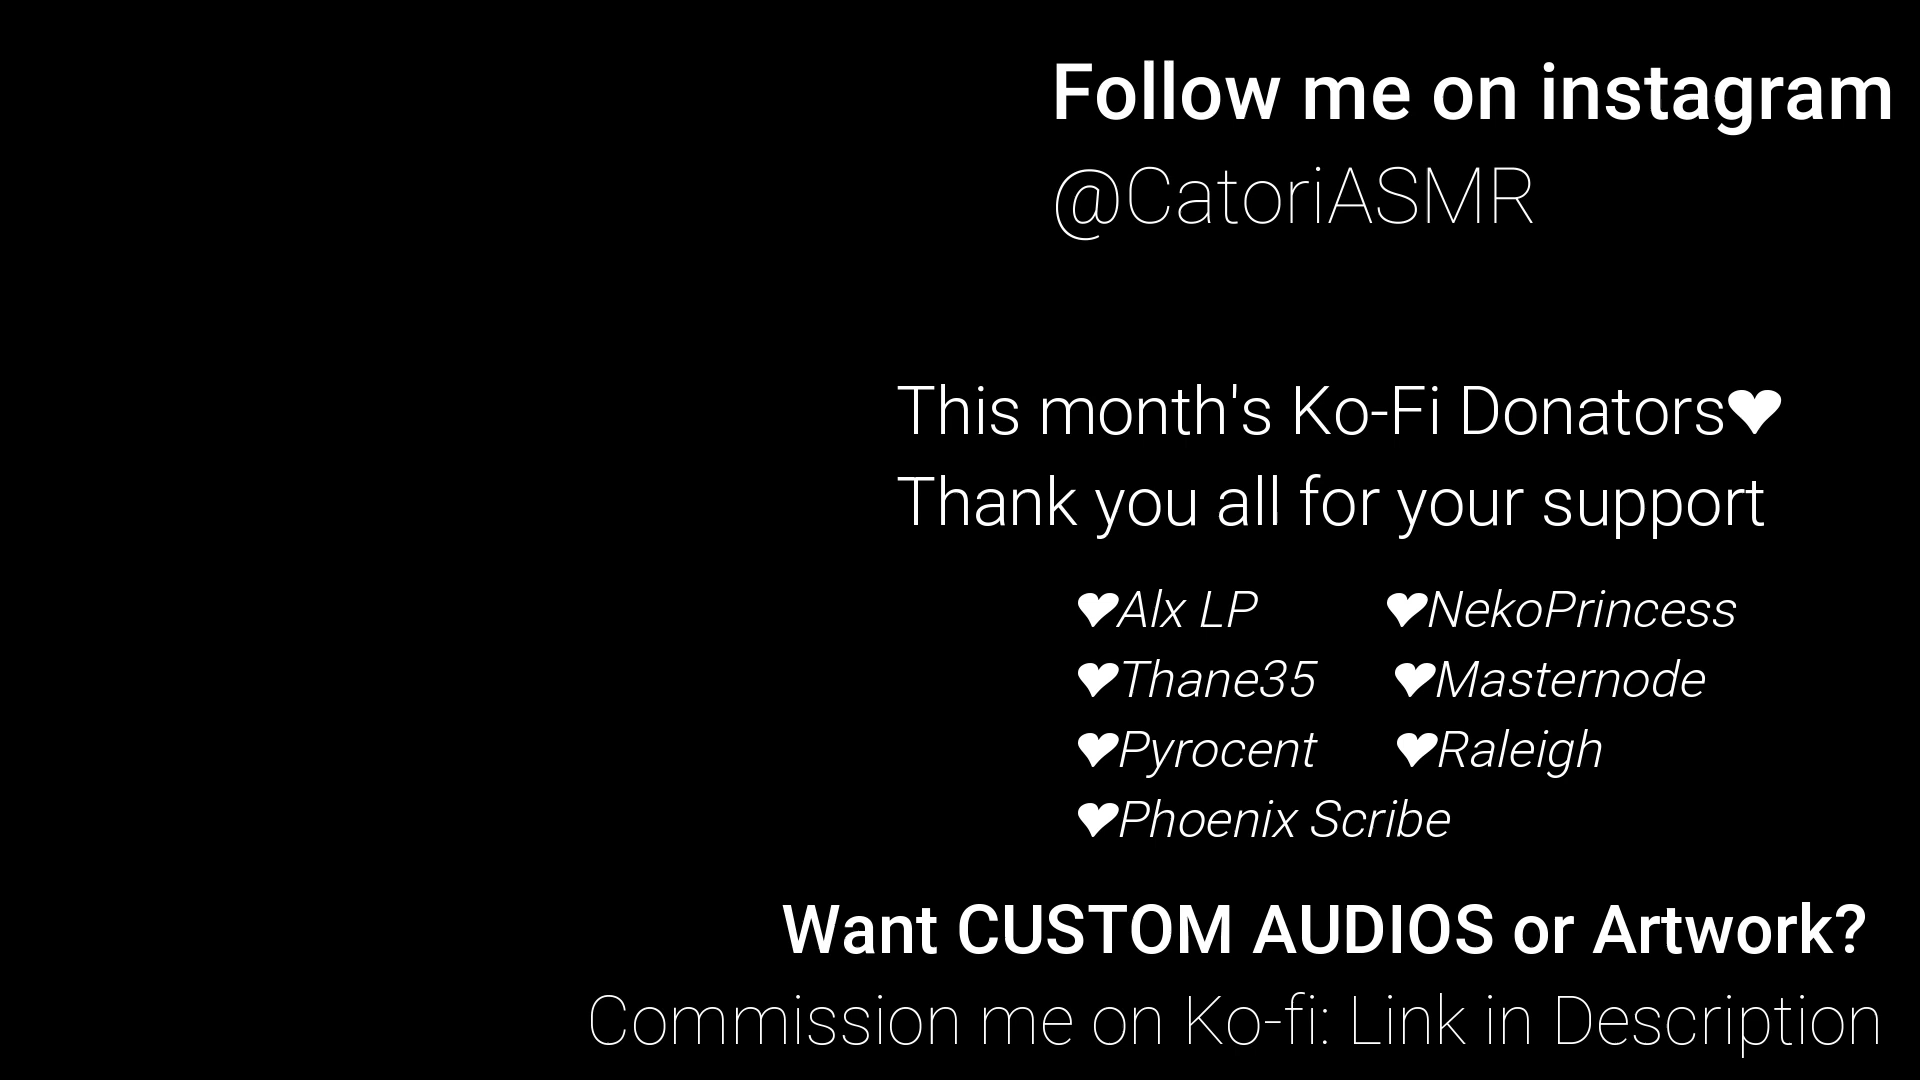 Follow me on instagram
@CatoriASMR
This month's Ko-Fi Donators❤
Thank you all for your support
❤Alx LP ❤NekoPrincess
❤Thane35 ❤Masternode
❤Pyrocent ❤Raleigh
❤Phoenix Scribe
Want CUSTOM AUDIOS or Artwork?
Commission me on Ko-fi: Link in Description